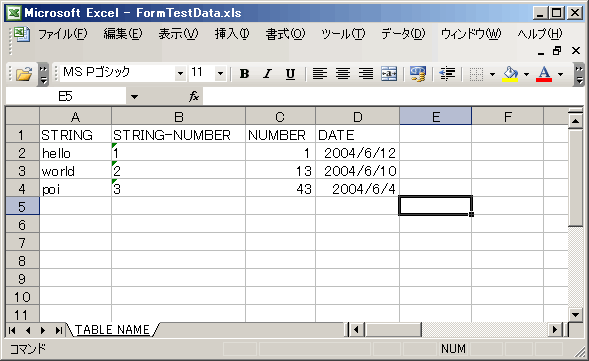 Microsoft Excel - FormTestData.xls
ファイル(F) 編集(E) 表示(V) 挿入(I) 書式(O) ツール(T) データ(D) ウィンドウ(W) ヘルプ(H)
MS Pゴシック 11 B I U A
E5 fx
A B C D E F
1 STRING STRING-NUMBER NUMBER DATE
2 hello 1 1 2004/6/12
3 world 2 13 2004/6/10
4 poi 3 43 2004/6/4
5
6
7
8
9
10
11
TABLE NAME
コマンド NUM